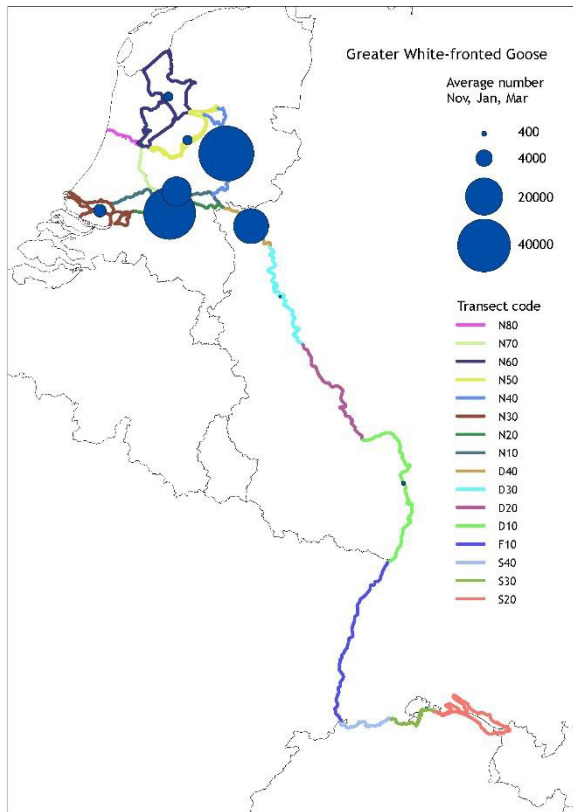 Greater White-fronted Goose
Average number
Nov, Jan, Mar
400
4000
20000
40000
Transect code
N80
N70
N60
N50
N40
N30
N20
N10
D40
D30
D20
D10
F10
S40
S30
S20